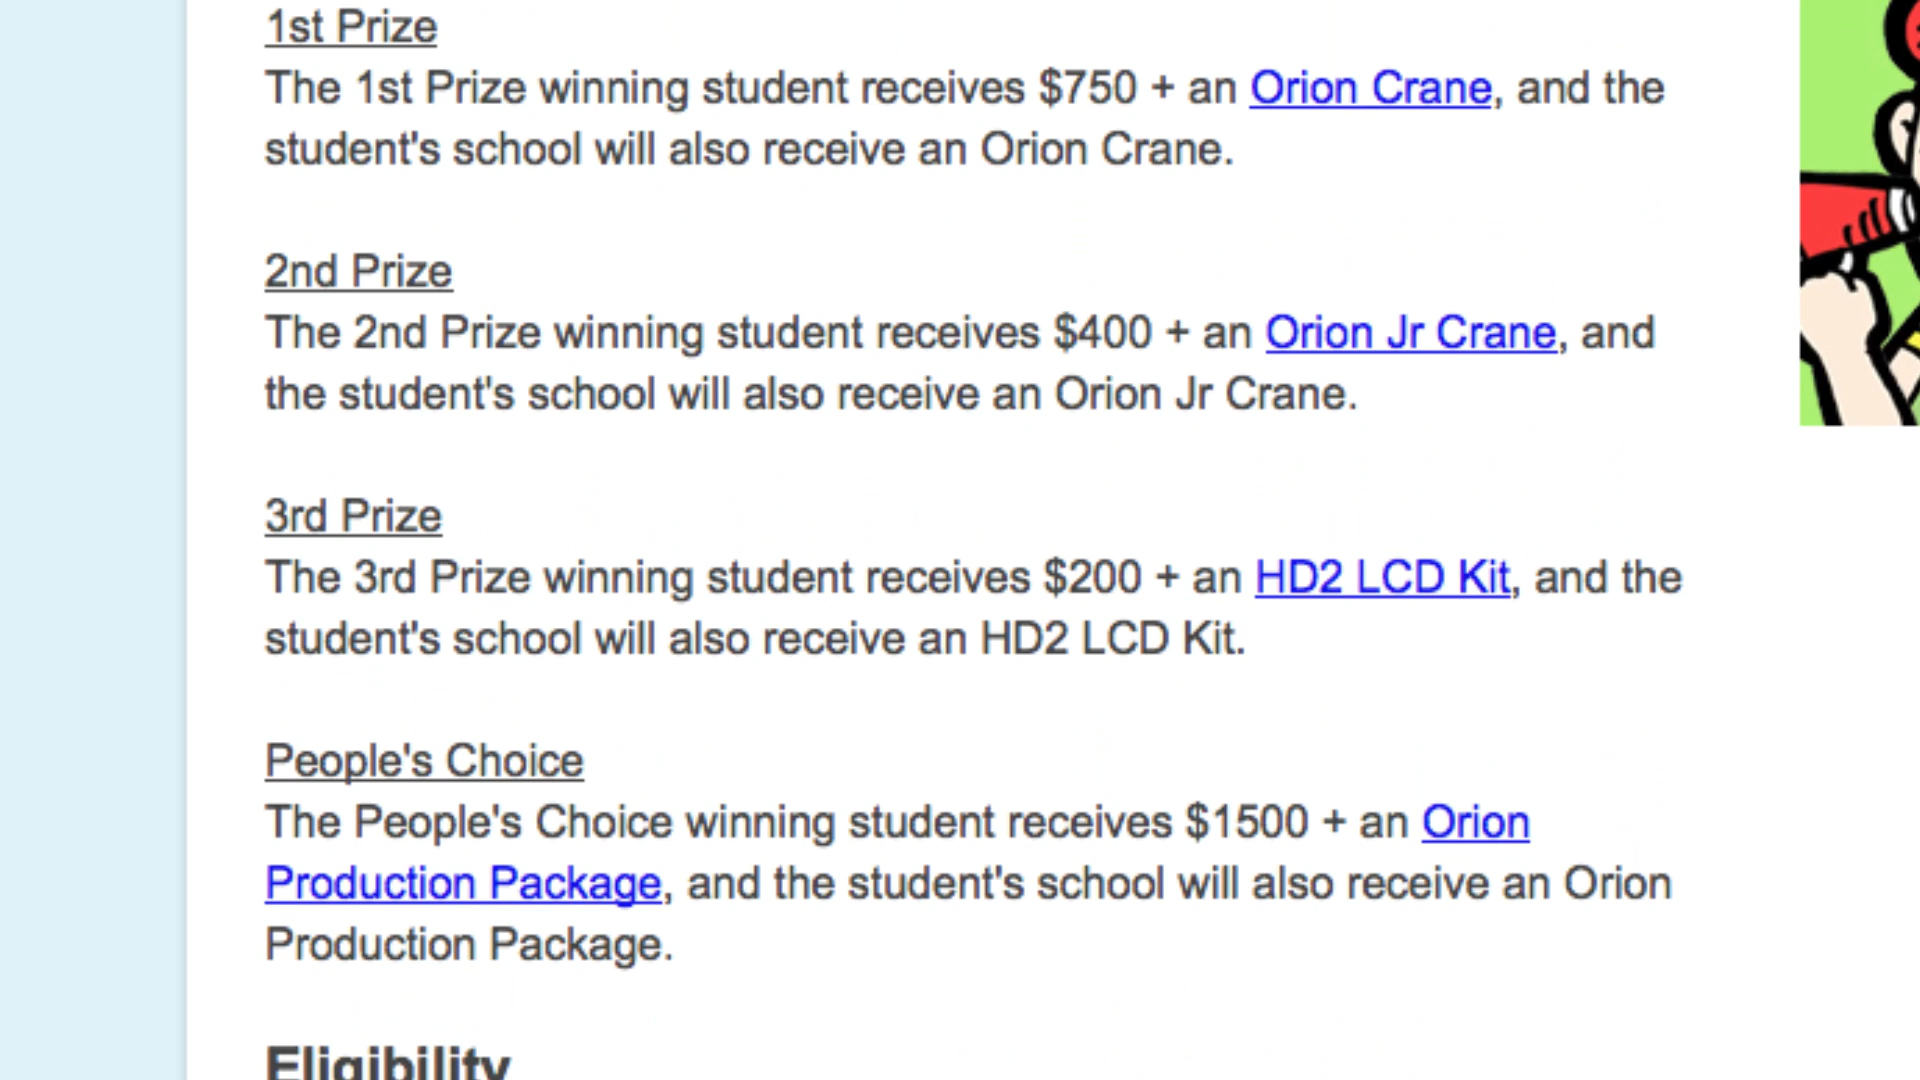 1st Prize
The 1st Prize winning student receives $750 + an Orion Crane, and the
student's school will also receive an Orion Crane.
2nd Prize
The 2nd Prize winning student receives $400 + an Orion Jr Crane, and
the student's school will also receive an Orion Jr Crane.
3rd Prize
The 3rd Prize winning student receives $200 + an HD2 LCD Kit, and the
student's school will also receive an HD2 LCD Kit.
People's Choice
The People's Choice winning student receives $1500 + an Orion
Production Package, and the student's school will also receive an Orion
Production Package.
Eligibility